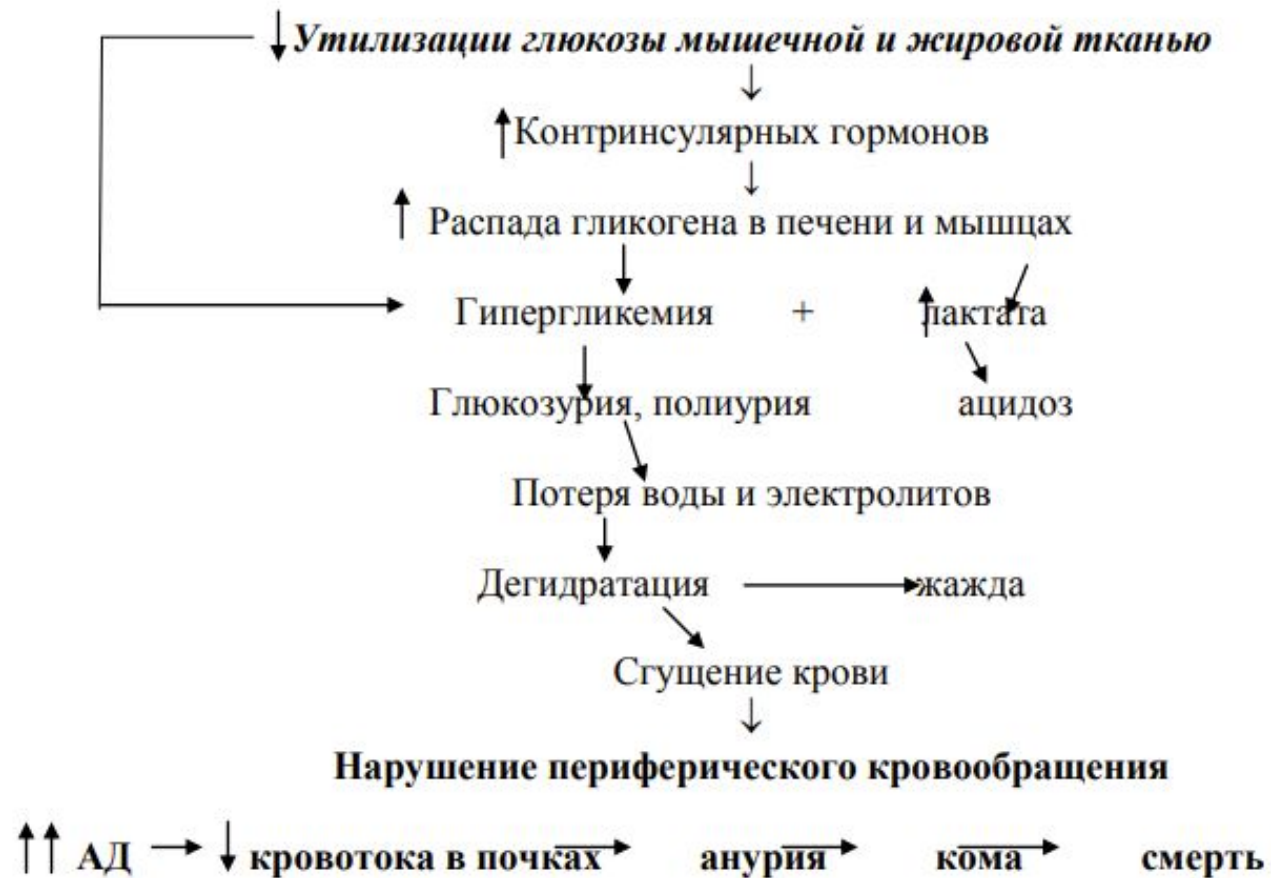 ↓ Утилизации глюкозы мышечной и жировой тканью
↓
↑ Контринсулярных гормонов
↓
↑ Распада гликогена в печени и мышцах
Гипергликемия + ↑ лактата
Глюкозурия, полиурия ацидоз
Потеря воды и электролитов
Дегидратация → жажда
Сгущение крови
↓
Нарушение периферического кровообращения
↑↑ АД → ↓ кровотока в почках → анурия → кома → смерть